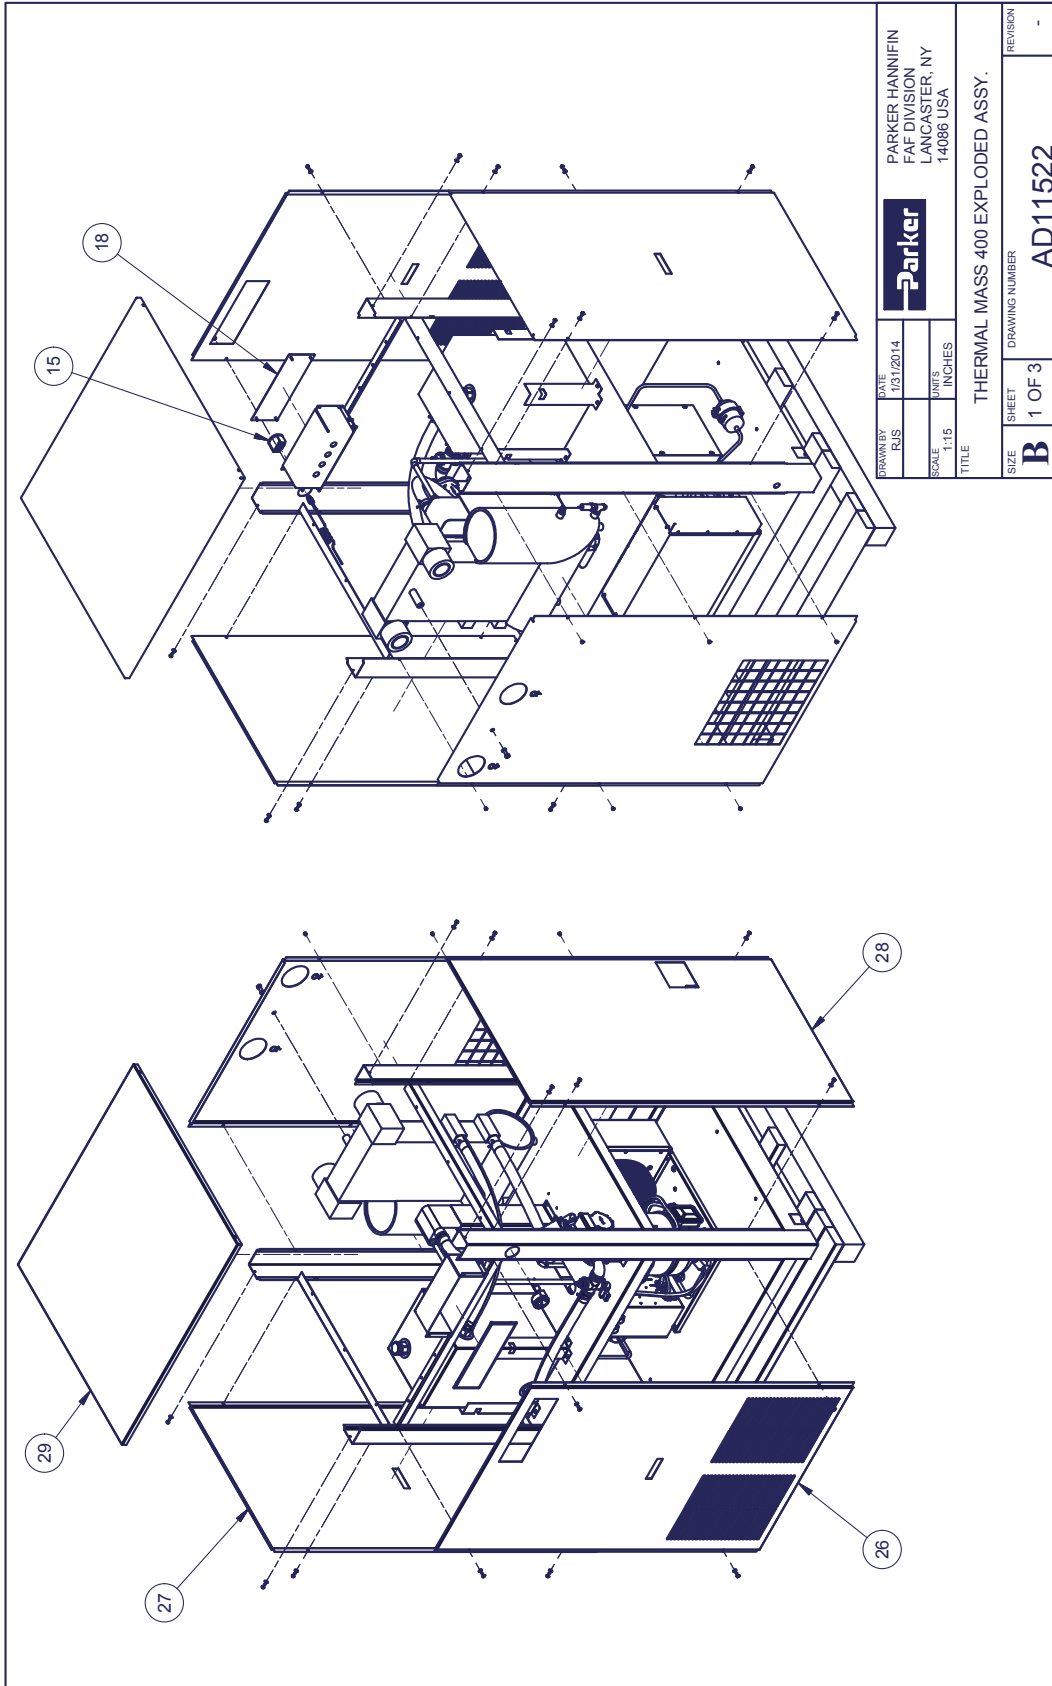 29
27
26
28
15
18
DRAWN BY
RJS
DATE
1/31/2014
SCALE
1:15
UNITS
INCHES
Parker
PARKER HANNIFIN
FAF DIVISION
LANCASTER, NY
14086 USA
TITLE
THERMAL MASS 400 EXPLODED ASSY.
SIZE
B
SHEET
1 OF 3
DRAWING NUMBER
AD11522
REVISION
-